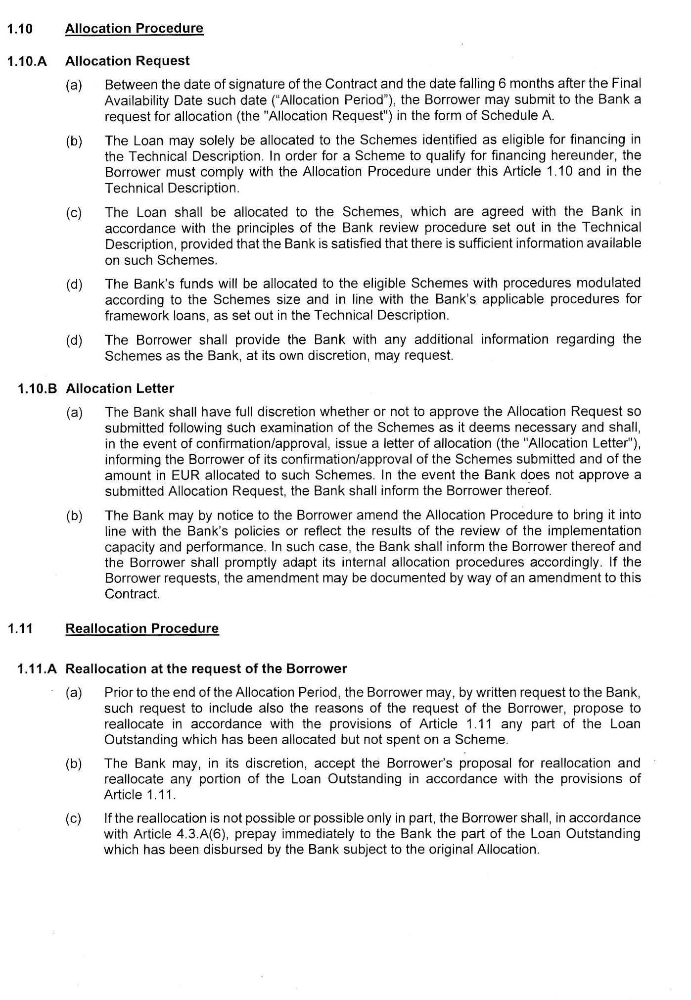 1.10 Allocation Procedure
1.10.A Allocation Request
(a) Between the date of signature of the Contract and the date falling 6 months after the Final
Availability Date such date (“Allocation Period”), the Borrower may submit to the Bank a
request for allocation (the "Allocation Request") in the form of Schedule A.
(b) The Loan may solely be allocated to the Schemes identified as eligible for financing in
the Technical Description. In order for a Scheme to qualify for financing hereunder, the
Borrower must comply with the Allocation Procedure under this Article 1.10 and in the
Technical Description.
(c) The Loan shall be allocated to the Schemes, which are agreed with the Bank in
accordance with the principles of the Bank review procedure set out in the Technical
Description, provided that the Bank is satisfied that there is sufficient information available
on such Schemes.
(d) The Bank's funds will be allocated to the eligible Schemes with procedures modulated
according to the Schemes size and in line with the Bank's applicable procedures for
framework loans, as set out in the Technical Description.
(d) The Borrower shall provide the Bank with any additional information regarding the
Schemes as the Bank, at its own discretion, may request.
1.10.B Allocation Letter
(a) The Bank shall have full discretion whether or not to approve the Allocation Request so
submitted following such examination of the Schemes as it deems necessary and shall,
in the event of confirmation/approval, issue a letter of allocation (the "Allocation Letter"),
informing the Borrower of its confirmation/approval of the Schemes submitted and of the
amount in EUR allocated to such Schemes. In the event the Bank does not approve a
submitted Allocation Request, the Bank shall inform the Borrower thereof.
(b) The Bank may by notice to the Borrower amend the Allocation Procedure to bring it into
line with the Bank's policies or reflect the results of the review of the implementation
capacity and performance. In such case, the Bank shall inform the Borrower thereof and
the Borrower shall promptly adapt its internal allocation procedures accordingly. If the
Borrower requests, the amendment may be documented by way of an amendment to this
Contract.
1.11 Reallocation Procedure
1.11.A Reallocation at the request of the Borrower
(a) Prior to the end of the Allocation Period, the Borrower may, by written request to the Bank,
such request to include also the reasons of the request of the Borrower, propose to
reallocate in accordance with the provisions of Article 1.11 any part of the Loan
Outstanding which has been allocated but not spent on a Scheme.
(b) The Bank may, in its discretion, accept the Borrower's proposal for reallocation and
reallocate any portion of the Loan Outstanding in accordance with the provisions of
Article 1.11.
(c) If the reallocation is not possible or possible only in part, the Borrower shall, in accordance
with Article 4.3.A(6), prepay immediately to the Bank the part of the Loan Outstanding
which has been disbursed by the Bank subject to the original Allocation.